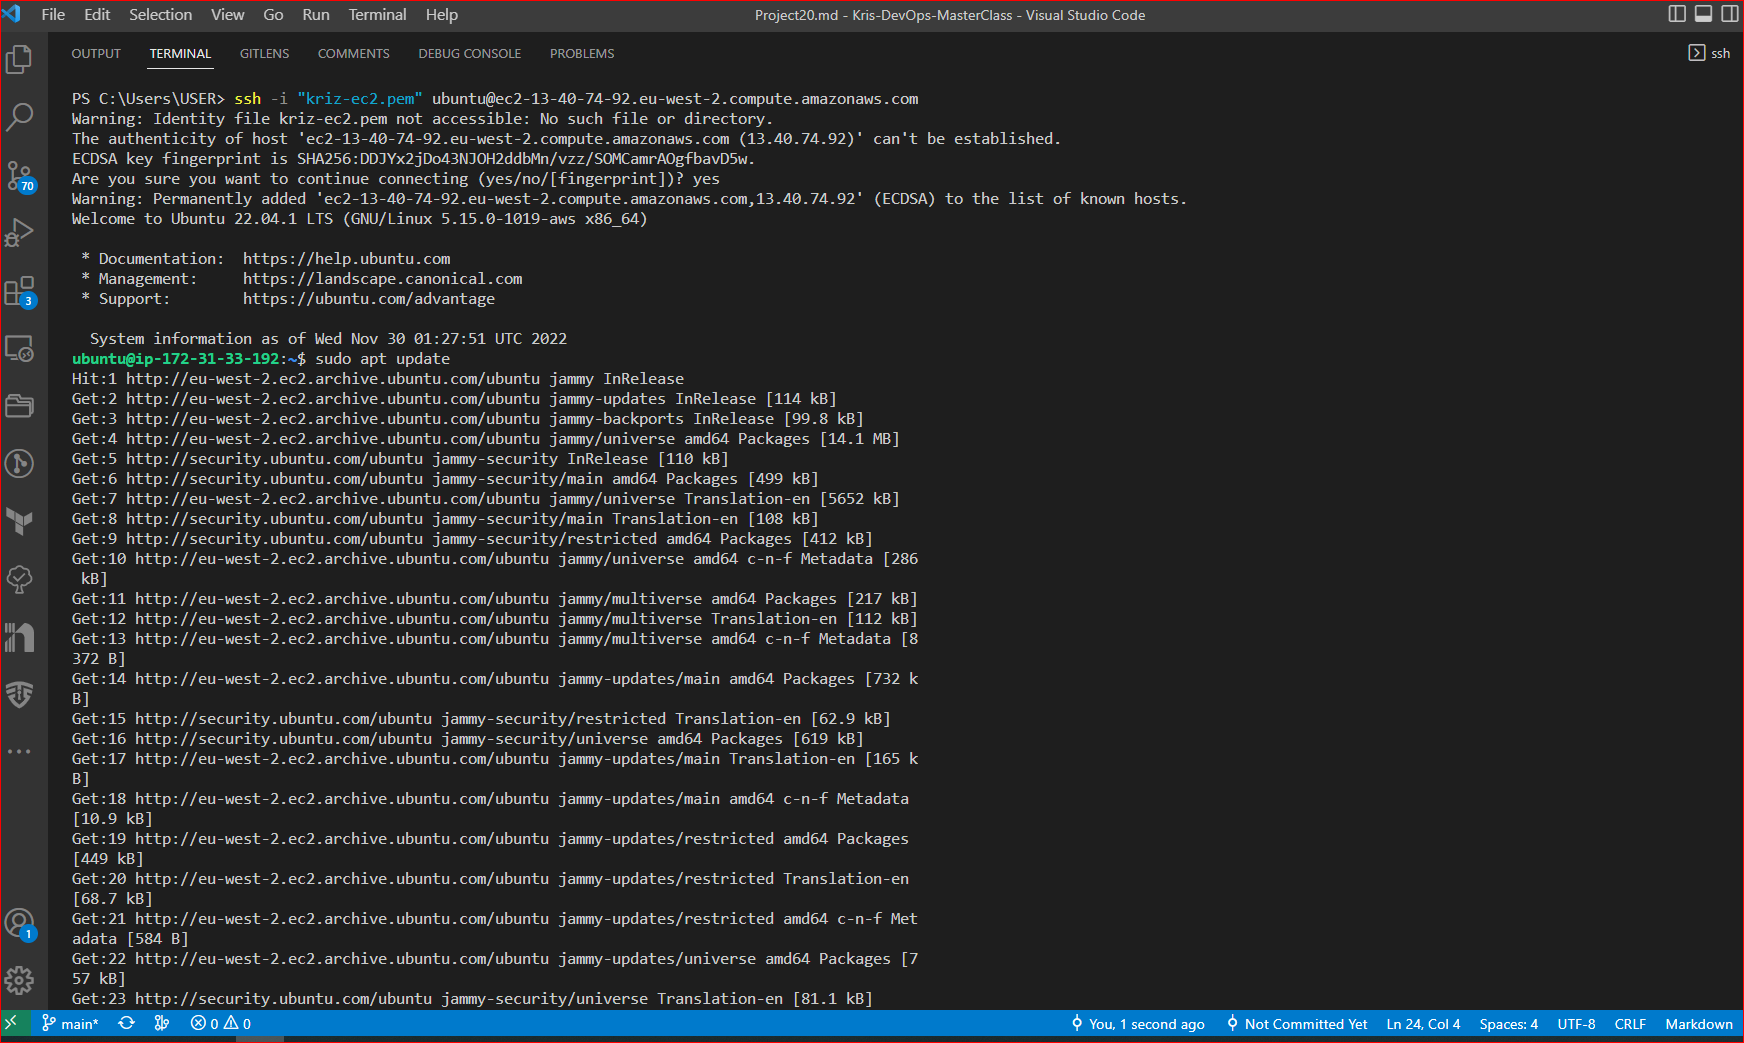 File Edit Selection View Go Run Terminal Help
Project20.md - Kris-DevOps-MasterClass - Visual Studio Code
OUTPUT TERMINAL GITLENS COMMENTS DEBUG CONSOLE PROBLEMS
ssh
PS C:\Users\USER> ssh -i "kriz-ec2.pem" ubuntu@ec2-13-40-74-92.eu-west-2.compute.amazonaws.com
Warning: Identity file kriz-ec2.pem not accessible: No such file or directory.
The authenticity of host 'ec2-13-40-74-92.eu-west-2.compute.amazonaws.com (13.40.74.92)' can't be established.
ECDSA key fingerprint is SHA256:DDJYx2jDo43NJOH2ddbMn/vzz/SOMCamrAOgfbavD5w.
Are you sure you want to continue connecting (yes/no/[fingerprint])? yes
Warning: Permanently added 'ec2-13-40-74-92.eu-west-2.compute.amazonaws.com,13.40.74.92' (ECDSA) to the list of known hosts.
Welcome to Ubuntu 22.04.1 LTS (GNU/Linux 5.15.0-1019-aws x86_64)
* Documentation:  https://help.ubuntu.com
* Management:     https://landscape.canonical.com
* Support:        https://ubuntu.com/advantage
System information as of Wed Nov 30 01:27:51 UTC 2022
ubuntu@ip-172-31-33-192:~$ sudo apt update
Hit:1 http://eu-west-2.ec2.archive.ubuntu.com/ubuntu jammy InRelease
Get:2 http://eu-west-2.ec2.archive.ubuntu.com/ubuntu jammy-updates InRelease [114 kB]
Get:3 http://eu-west-2.ec2.archive.ubuntu.com/ubuntu jammy-backports InRelease [99.8 kB]
Get:4 http://eu-west-2.ec2.archive.ubuntu.com/ubuntu jammy/universe amd64 Packages [14.1 MB]
Get:5 http://security.ubuntu.com/ubuntu jammy-security InRelease [110 kB]
Get:6 http://security.ubuntu.com/ubuntu jammy-security/main amd64 Packages [499 kB]
Get:7 http://eu-west-2.ec2.archive.ubuntu.com/ubuntu jammy/universe Translation-en [5652 kB]
Get:8 http://security.ubuntu.com/ubuntu jammy-security/main Translation-en [108 kB]
Get:9 http://security.ubuntu.com/ubuntu jammy-security/restricted amd64 Packages [412 kB]
Get:10 http://eu-west-2.ec2.archive.ubuntu.com/ubuntu jammy/universe amd64 c-n-f Metadata [286
kB]
Get:11 http://eu-west-2.ec2.archive.ubuntu.com/ubuntu jammy/multiverse amd64 Packages [217 kB]
Get:12 http://eu-west-2.ec2.archive.ubuntu.com/ubuntu jammy/multiverse Translation-en [112 kB]
Get:13 http://eu-west-2.ec2.archive.ubuntu.com/ubuntu jammy/multiverse amd64 c-n-f Metadata [8
372 B]
Get:14 http://eu-west-2.ec2.archive.ubuntu.com/ubuntu jammy-updates/main amd64 Packages [732 k
B]
Get:15 http://security.ubuntu.com/ubuntu jammy-security/restricted Translation-en [62.9 kB]
Get:16 http://security.ubuntu.com/ubuntu jammy-security/universe amd64 Packages [619 kB]
Get:17 http://eu-west-2.ec2.archive.ubuntu.com/ubuntu jammy-updates/main Translation-en [165 k
B]
Get:18 http://eu-west-2.ec2.archive.ubuntu.com/ubuntu jammy-updates/main amd64 c-n-f Metadata
[10.9 kB]
Get:19 http://eu-west-2.ec2.archive.ubuntu.com/ubuntu jammy-updates/restricted amd64 Packages
[449 kB]
Get:20 http://eu-west-2.ec2.archive.ubuntu.com/ubuntu jammy-updates/restricted Translation-en
[68.7 kB]
Get:21 http://eu-west-2.ec2.archive.ubuntu.com/ubuntu jammy-updates/restricted amd64 c-n-f Met
adata [584 B]
Get:22 http://eu-west-2.ec2.archive.ubuntu.com/ubuntu jammy-updates/universe amd64 Packages [7
57 kB]
Get:23 http://security.ubuntu.com/ubuntu jammy-security/universe Translation-en [81.1 kB]
70
3
1
main* 0 0 You, 1 second ago Not Committed Yet Ln 24, Col 4 Spaces: 4 UTF-8 CRLF Markdown